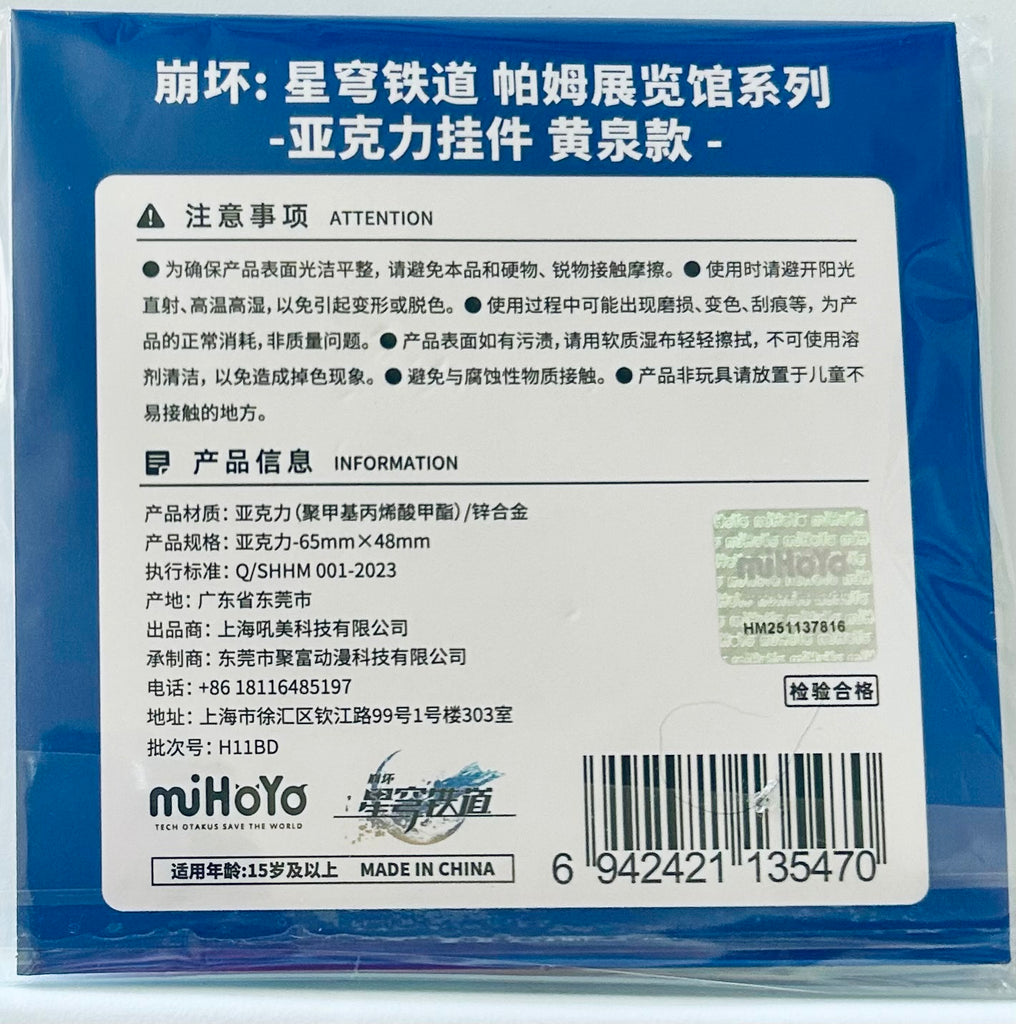 崩坏：星穹铁道 帕姆展览馆系列
-亚克力挂件 黄泉款 -
注意事项 ATTENTION
● 为确保产品表面光洁平整，请避免本品和硬物、锐物接触摩擦。● 使用时请避开阳光
直射、高温高湿，以免引起变形或脱色。● 使用过程中可能出现磨损、变色、刮痕等，为产
品的正常消耗，非质量问题。● 产品表面如有污渍，请用软质湿布轻轻擦拭，不可使用溶
剂清洁，以免造成掉色现象。● 避免与腐蚀性物质接触。● 产品非玩具请放置于儿童不
易接触的地方。
产品信息 INFORMATION
产品材质：亚克力（聚甲基丙烯酸甲酯）/锌合金
产品规格：亚克力-65mm×48mm
执行标准：Q/SHHM 001-2023
产地：广东省东莞市
出品商：上海吼美科技有限公司
承制商：东莞市聚富动漫科技有限公司
电话：+86 18116485197
地址：上海市徐汇区钦江路99号1号楼303室
批次号：H11BD
miHoYo
HM251137816
检验合格
miHoYo
TECH OTAKUS SAVE THE WORLD
崩坏
星穹铁道
适用年龄:15岁及以上 MADE IN CHINA
6 942421 135470